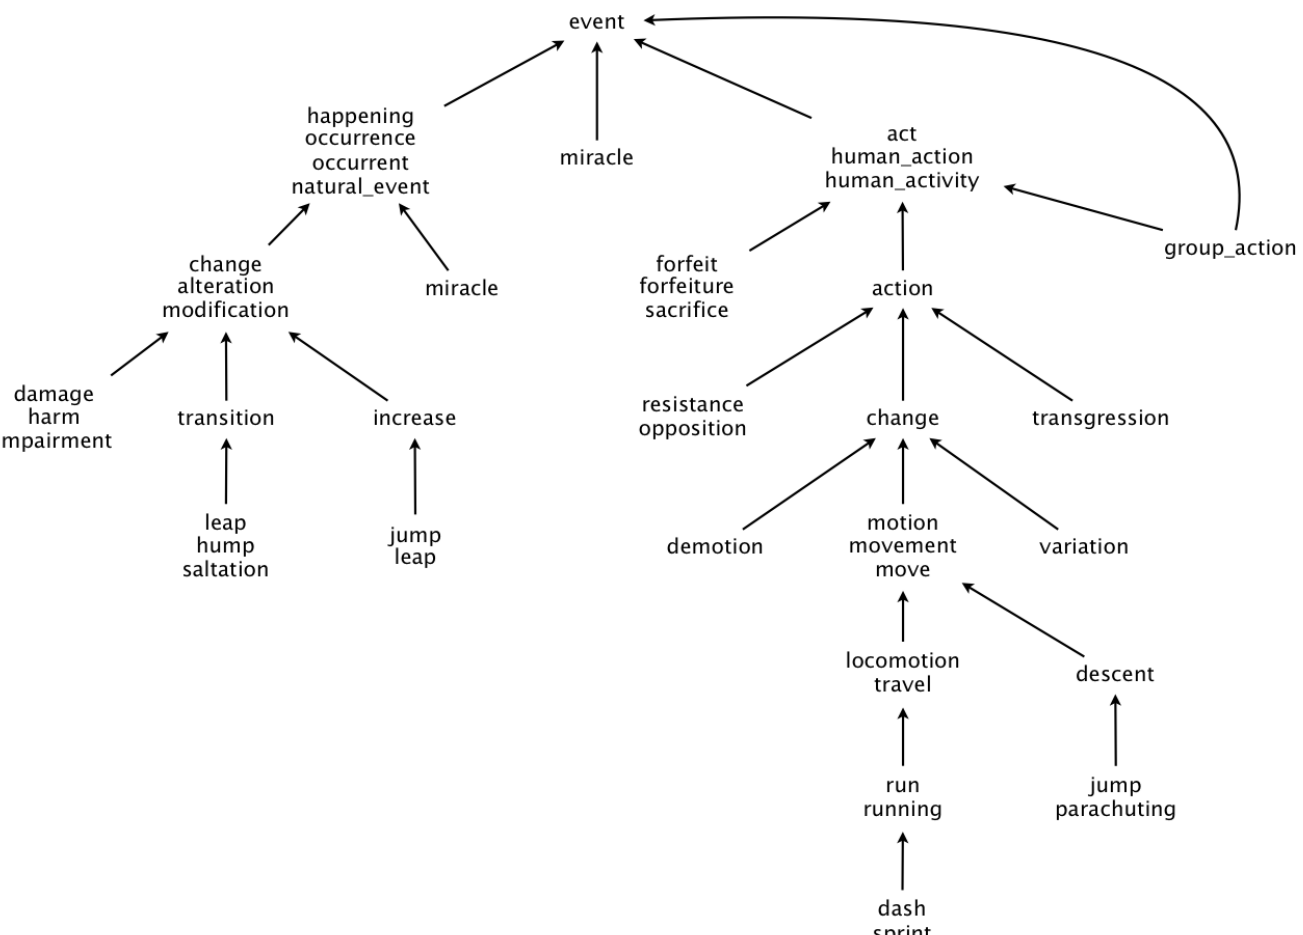 event
happening
occurrence
occurrent
natural_event
miracle
act
human_action
human_activity
group_action
change
alteration
modification
miracle
forfeit
forfeiture
sacrifice
action
damage
harm
mpairment
transition
increase
resistance
opposition
change
transgression
leap
hump
saltation
jump
leap
demotion
motion
movement
move
variation
locomotion
travel
descent
run
running
jump
parachuting
dash
sprint